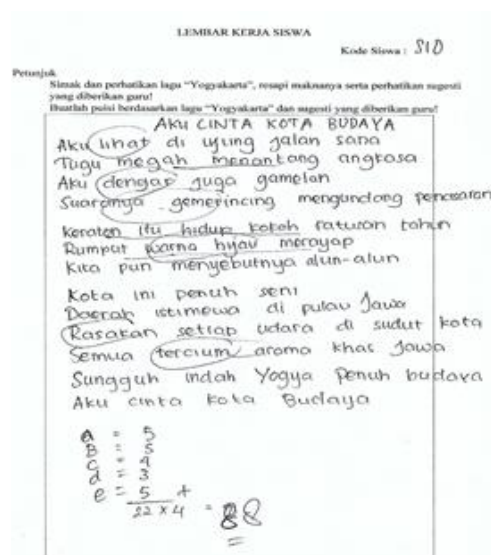 LEMBAR KERJA SISWA
Kode Siswa : S10
Petunjuk
Simak dan perhatikan lagu "Yogyakarta", resapi maknanya serta perhatikan sugesti
yang diberikan guru!
Buatlah puisi berdasarkan lagu "Yogyakarta" dan sugesti yang diberikan guru!
AKU CINTA KOTA BUDAYA
Aku lihat di ujung jalan sana
Tugu megah menantang angkasa
Aku dengar juga gamelan
Suaranya gemerincing mengundang penasaran
Keraton itu hidup kokoh ratusan tahun
Rumput warna hijau merayap
Kita pun menyebutnya alun-alun
Kota ini penuh seni
Daerah istimewa di pulau Jawa
Rasakan setiap udara di sudut kota
Semua tercium aroma khas Jawa
Sungguh indah Yogya penuh budaya
Aku cinta kota Budaya
a = 5
B = 5
C = 4
d = 3
e = 5 +
22 x 4 = 88